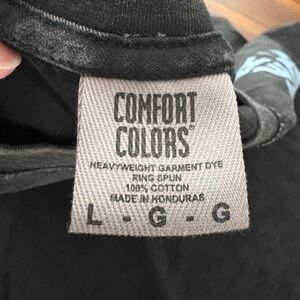 COMFORT
COLORS®
HEAVYWEIGHT GARMENT DYE
RING SPUN
100% COTTON
MADE IN HONDURAS
L - G - G